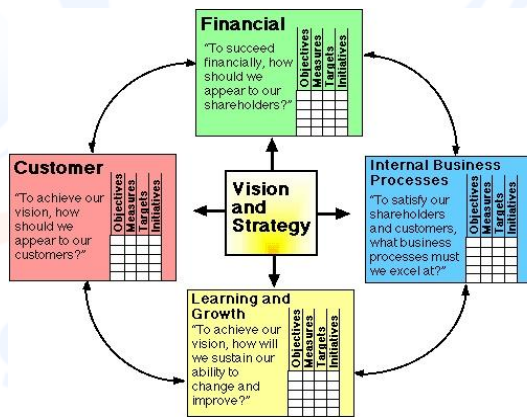 Financial
"To succeed
financially, how
should we
appear to our
shareholders?"
Objectives
Measures
Targets
Initiatives
Customer
"To achieve our
vision, how
should we
appear to our
customers?"
Objectives
Measures
Targets
Initiatives
Vision
and
Strategy
Internal Business
Processes
"To satisfy our
shareholders
and customers,
what business
processes must
we excel at?"
Objectives
Measures
Targets
Initiatives
Learning and
Growth
"To achieve our
vision, how will
we sustain our
ability to
change and
improve?"
Objectives
Measures
Targets
Initiatives